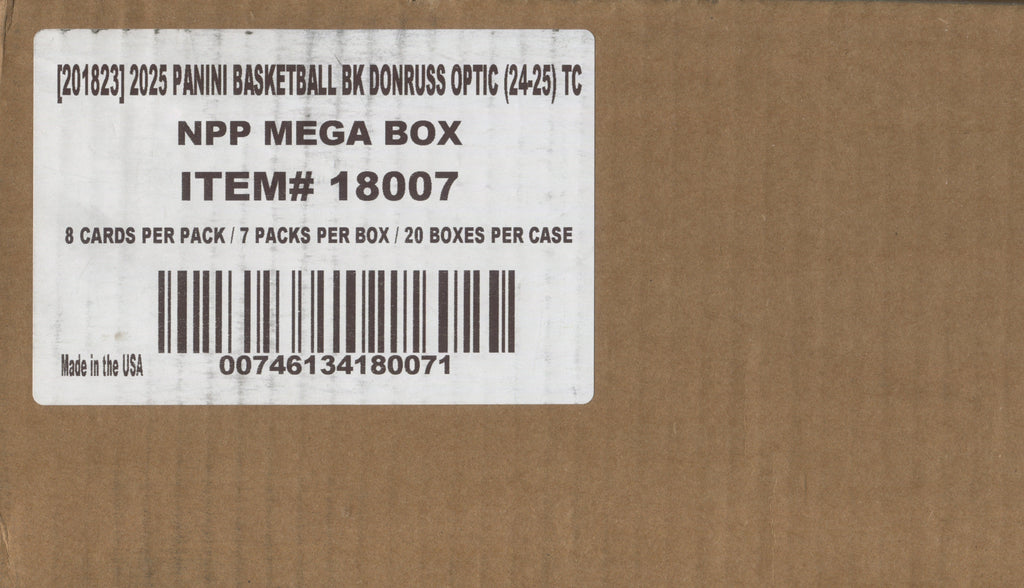 [201823] 2025 PANINI BASKETBALL BK DONRUSS OPTIC (24-25) TC
NPP MEGA BOX
ITEM# 18007
8 CARDS PER PACK / 7 PACKS PER BOX / 20 BOXES PER CASE
Made in the USA
00746134180071